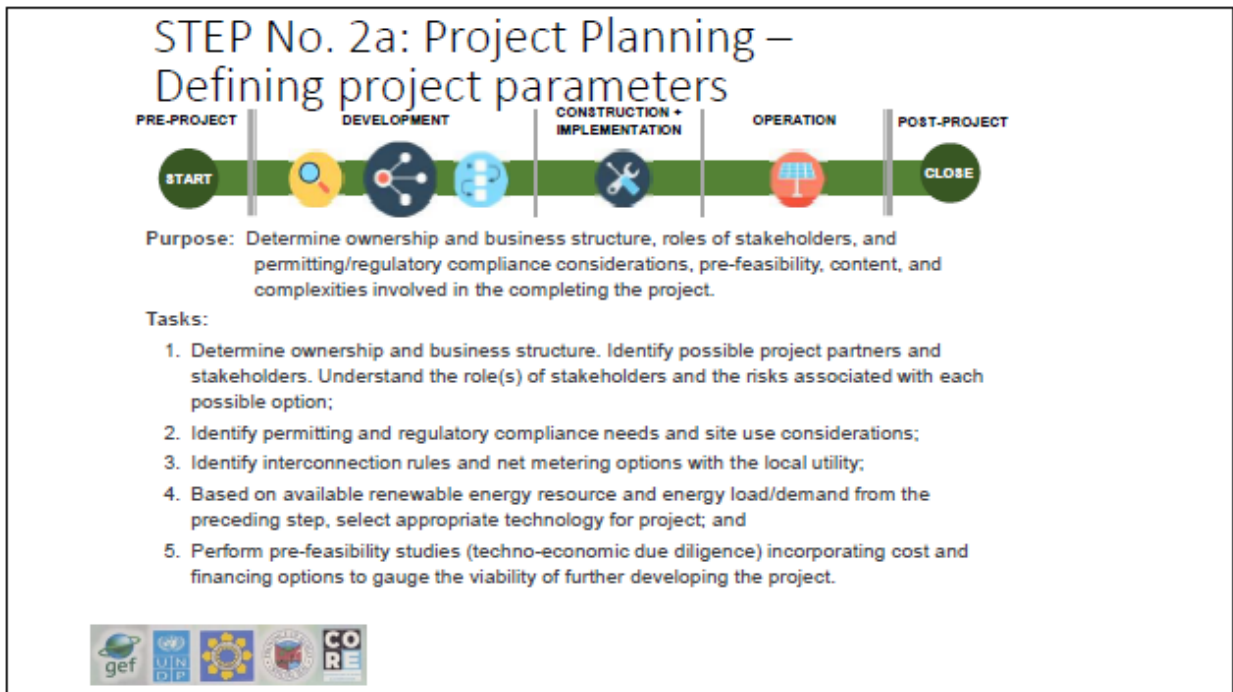 STEP No. 2a: Project Planning –
Defining project parameters
PRE-PROJECT
DEVELOPMENT
CONSTRUCTION +
IMPLEMENTATION
OPERATION
POST-PROJECT
START
CLOSE
Purpose: Determine ownership and business structure, roles of stakeholders, and
permitting/regulatory compliance considerations, pre-feasibility, content, and
complexities involved in the completing the project.
Tasks:
1. Determine ownership and business structure. Identify possible project partners and
stakeholders. Understand the role(s) of stakeholders and the risks associated with each
possible option;
2. Identify permitting and regulatory compliance needs and site use considerations;
3. Identify interconnection rules and net metering options with the local utility;
4. Based on available renewable energy resource and energy load/demand from the
preceding step, select appropriate technology for project; and
5. Perform pre-feasibility studies (techno-economic due diligence) incorporating cost and
financing options to gauge the viability of further developing the project.
gef
UN
DP
CO
RE